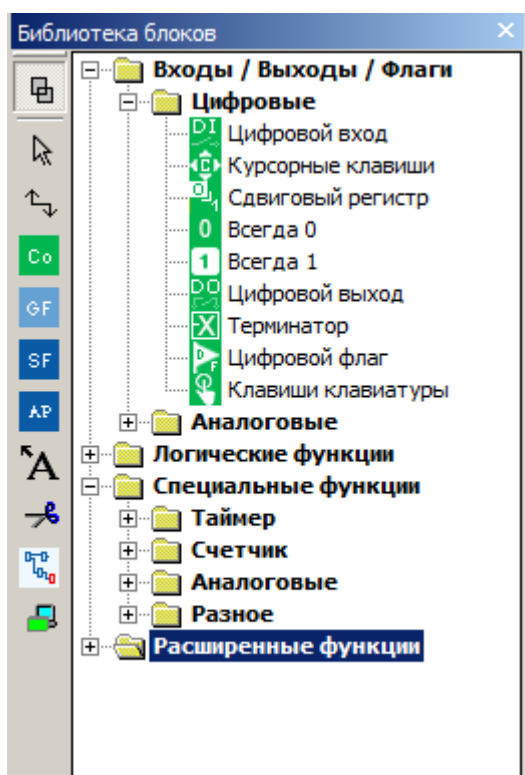 Библиотека блоков
Входы / Выходы / Флаги
Цифровые
DI Цифровой вход
C Курсорные клавиши
Сдвиговый регистр
0 Всегда 0
1 Всегда 1
DO Цифровой выход
X Терминатор
Цифровой флаг
Клавиши клавиатуры
Аналоговые
Логические функции
Специальные функции
Таймер
Счетчик
Аналоговые
Разное
Расширенные функции
Co
GF
SF
AP
A